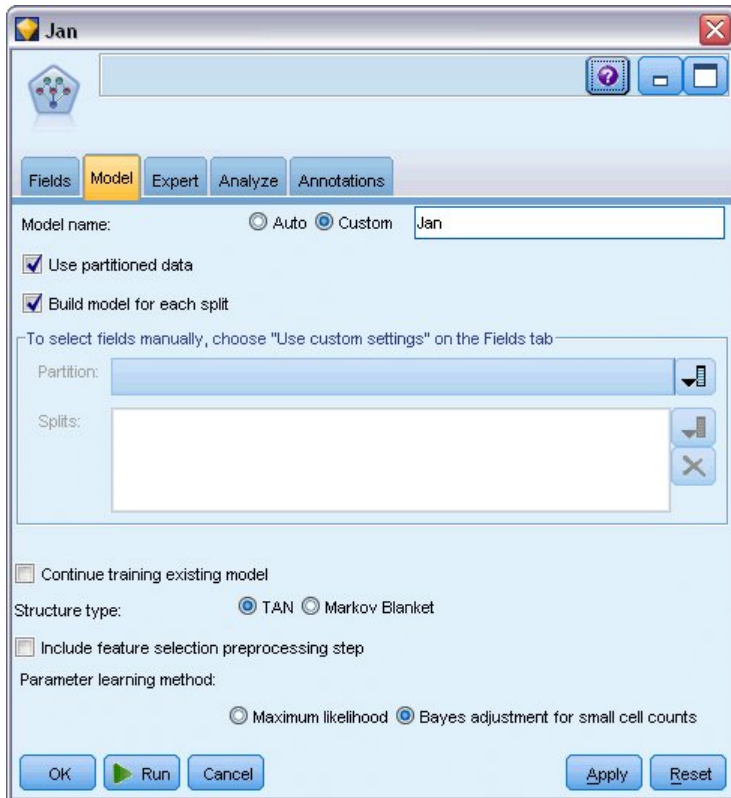 Jan
Fields Model Expert Analyze Annotations
Model name: Auto Custom Jan
Use partitioned data
Build model for each split
To select fields manually, choose "Use custom settings" on the Fields tab
Partition:
Splits:
Continue training existing model
Structure type: TAN Markov Blanket
Include feature selection preprocessing step
Parameter learning method:
Maximum likelihood Bayes adjustment for small cell counts
OK Run Cancel Apply Reset